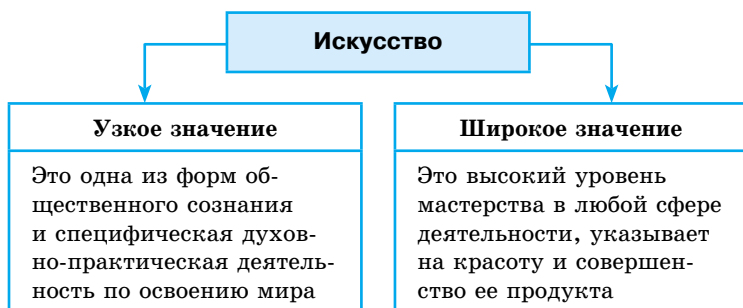 Искусство
Узкое значение
Это одна из форм об-
щественного сознания
и специфическая духов-
но-практическая деятель-
ность по освоению мира
Широкое значение
Это высокий уровень
мастерства в любой сфере
деятельности, указывает
на красоту и совершен-
ство ее продукта